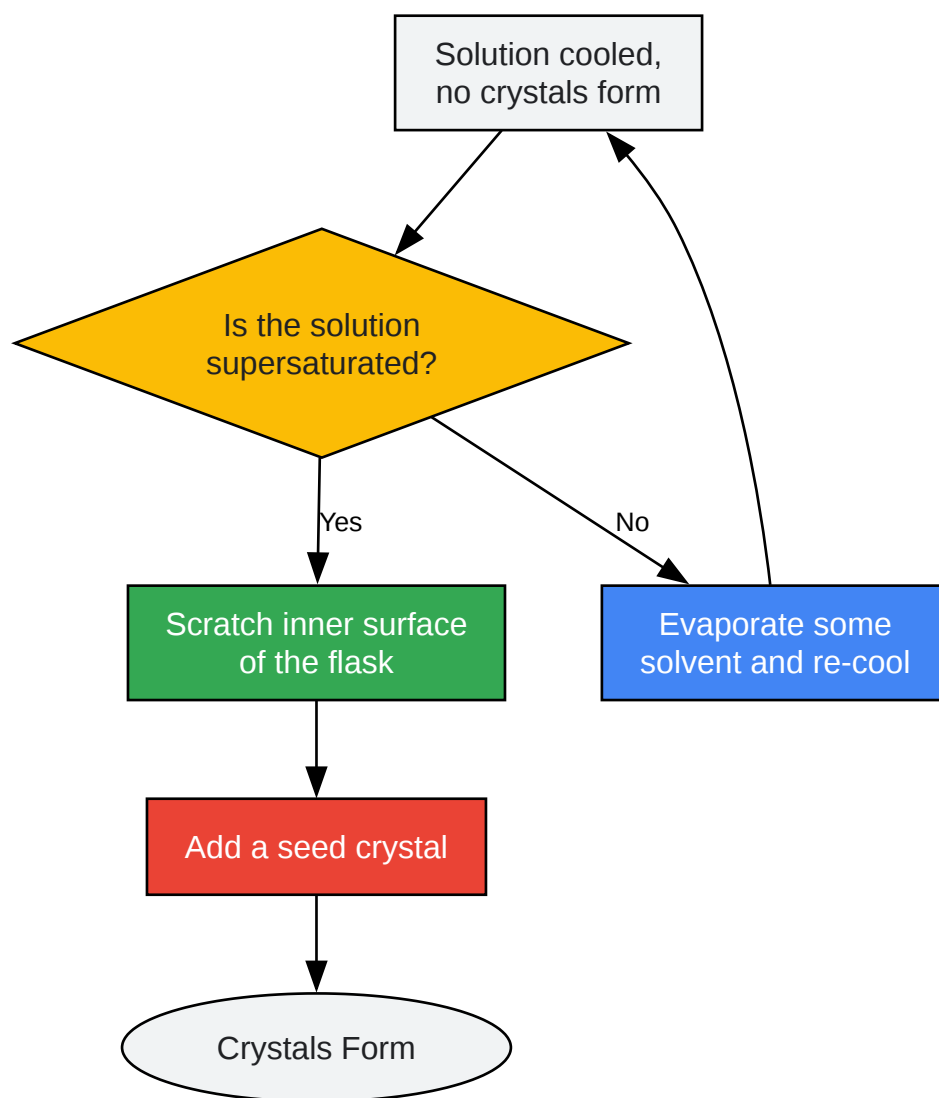 Solution cooled,
no crystals form
Is the solution
supersaturated?
Yes
No
Scratch inner surface
of the flask
Evaporate some
solvent and re-cool
Add a seed crystal
Crystals Form